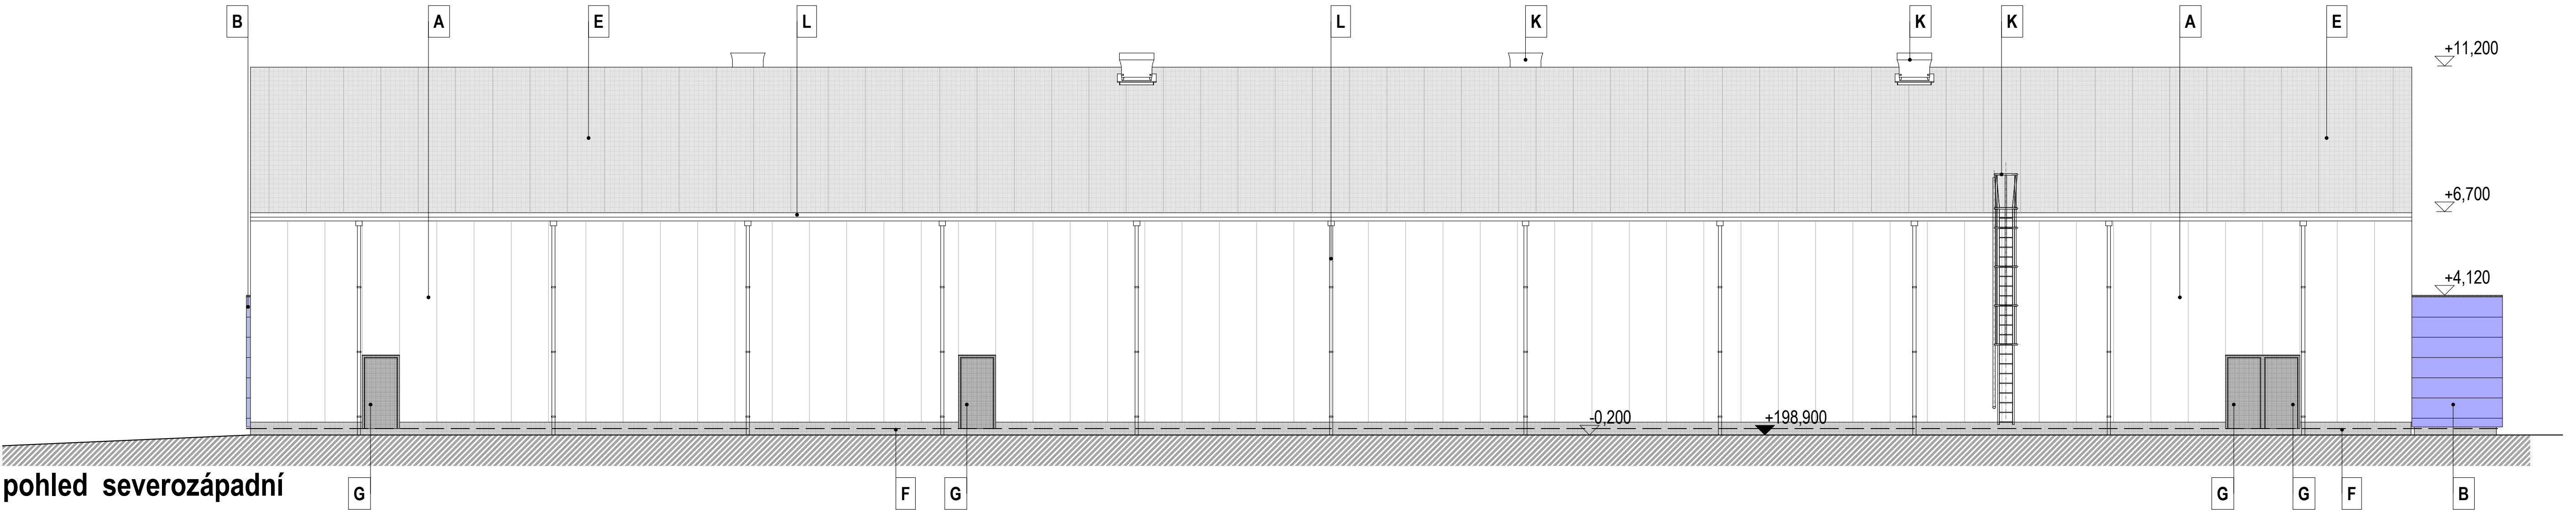 B A E L L K K K A E
+11,200
+6,700
+4,120
-0,200 +198,900
pohled severozápadní
G F G G G F B